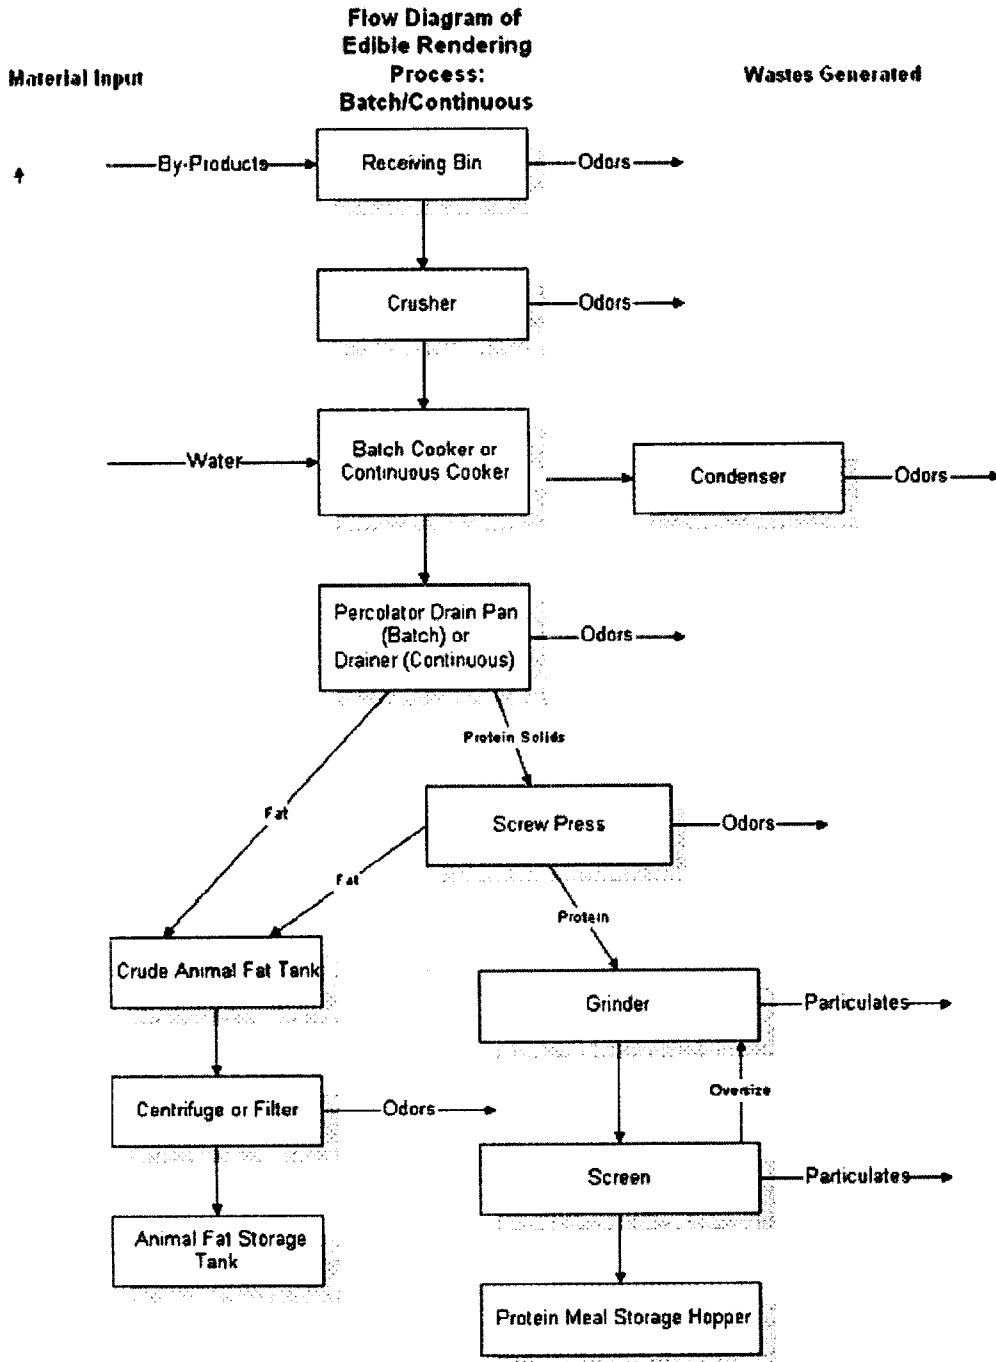 Flow Diagram of
Edible Rendering
Process:
Batch/Continuous
Material Input
Wastes Generated
By-Products
Receiving Bin
Odors
Crusher
Odors
Water
Batch Cooker or
Continuous Cooker
Condenser
Odors
Percolator Drain Pan
(Batch) or
Drainer (Continuous)
Odors
Protein Solids
Fat
Screw Press
Odors
Fat
Protein
Crude Animal Fat Tank
Grinder
Particulates
Oversize
Centrifuge or Filter
Odors
Screen
Particulates
Animal Fat Storage
Tank
Protein Meal Storage Hopper